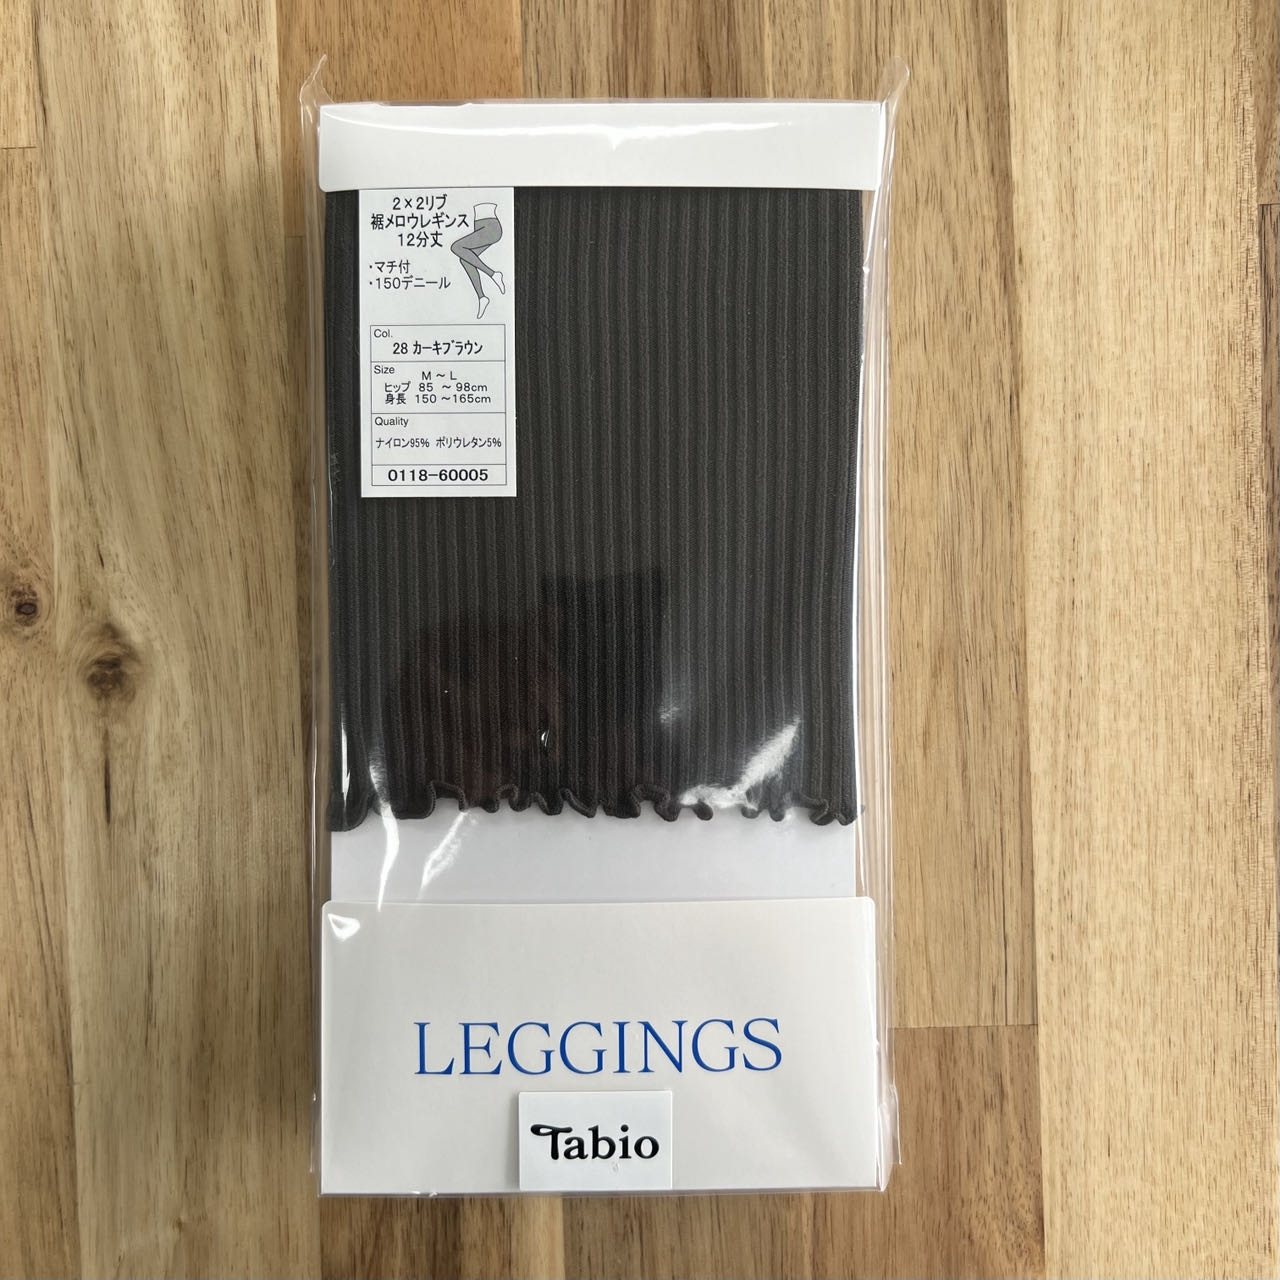 2×2リブ
裾メロウレギンス
12分丈
・マチ付
・150デニール
Col.
28 カーキブラウン
Size
M ~ L
ヒップ 85 ~ 98cm
身長 150 ~165cm
Quality
ナイロン95% ポリウレタン5%
0118-60005
LEGGINGS
Tabio